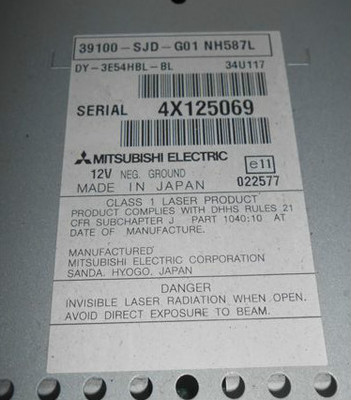 39100-SJD-G01 NH587L
DY-3E54HBL-BL 34U117
SERIAL 4X125069
MITSUBISHI ELECTRIC
12V NEG. GROUND e11
MADE IN JAPAN 022577
CLASS 1 LASER PRODUCT
PRODUCT COMPLIES WITH DHHS RULES 21
CFR SUBCHAPTER J PART 1040:10 AT
DATE OF MANUFACTURE.
MANUFACTURED
MITSUBISHI ELECTRIC CORPORATION
SANDA. HYOGO. JAPAN
DANGER
INVISIBLE LASER RADIATION WHEN OPEN.
AVOID DIRECT EXPOSURE TO BEAM.